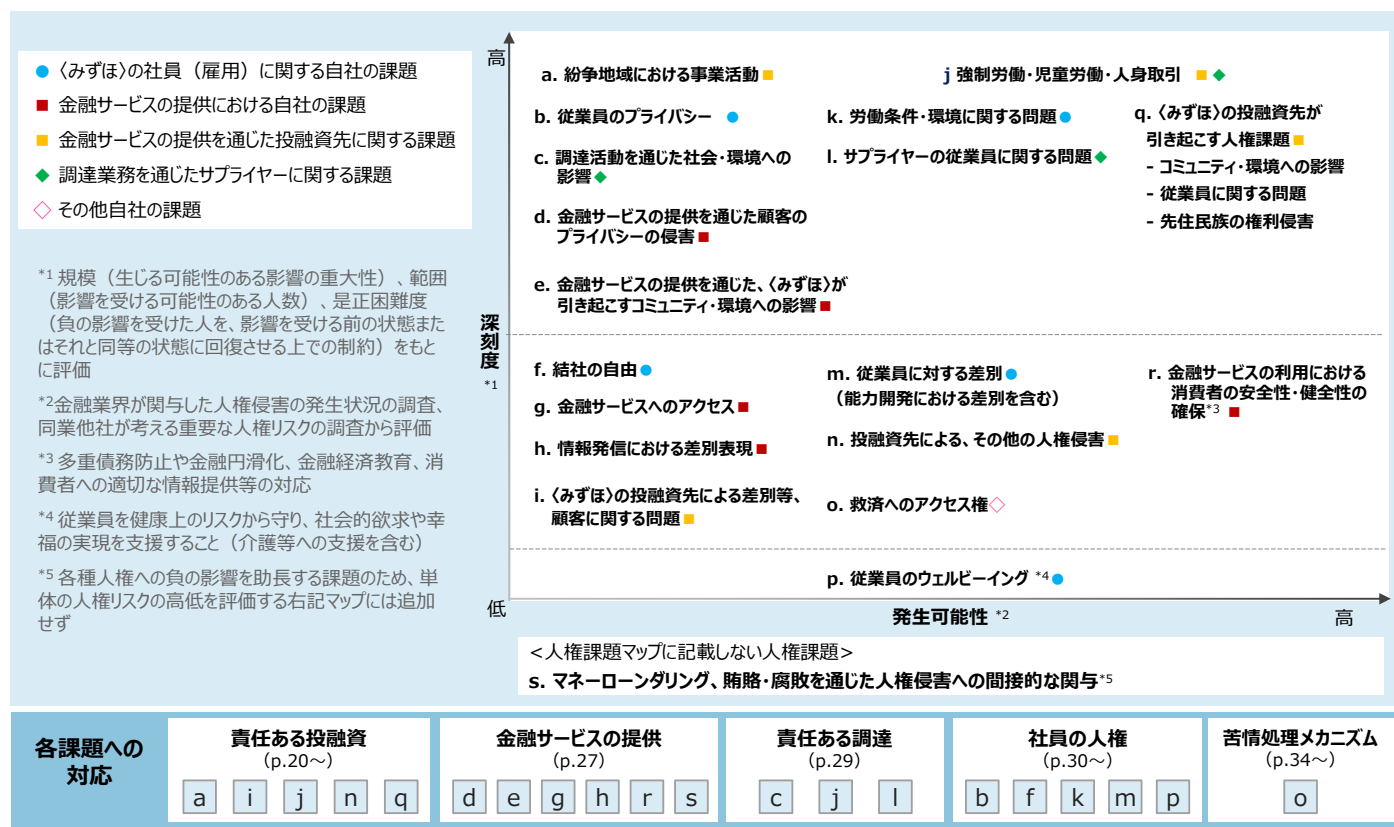 ● 〈みずほ〉の社員（雇用）に関する自社の課題
■ 金融サービスの提供における自社の課題
■ 金融サービスの提供を通じた投融資先に関する課題
◆ 調達業務を通じたサプライヤーに関する課題
◇ その他自社の課題
*1 規模（生じる可能性のある影響の重大性）、範囲
（影響を受ける可能性のある人数）、是正困難度
（負の影響を受けた人を、影響を受ける前の状態また
はそれと同等の状態に回復させる上での制約）をもと
に評価
*2金融業界が関与した人権侵害の発生状況の調査、
同業他社が考える重要な人権リスクの調査から評価
*3 多重債務防止や金融円滑化、金融経済教育、消
費者への適切な情報提供等の対応
*4 従業員を健康上のリスクから守り、社会的欲求や幸
福の実現を支援すること（介護等への支援を含む）
*5 各種人権への負の影響を助長する課題のため、単
体の人権リスクの高低を評価する右記マップには追加
せず
高
深刻度
*1
低
a. 紛争地域における事業活動■
j 強制労働・児童労働・人身取引 ■ ◆
b. 従業員のプライバシー ●
k. 労働条件・環境に関する問題●
q. 〈みずほ〉の投融資先が
引き起こす人権課題■
- コミュニティ・環境への影響
- 従業員に関する問題
- 先住民族の権利侵害
c. 調達活動を通じた社会・環境への
影響◆
l. サプライヤーの従業員に関する問題◆
d. 金融サービスの提供を通じた顧客の
プライバシーの侵害■
e. 金融サービスの提供を通じた、〈みずほ〉が
引き起こすコミュニティ・環境への影響■
f. 結社の自由●
m. 従業員に対する差別●
（能力開発における差別を含む）
r. 金融サービスの利用における
消費者の安全性・健全性の
確保*3 ■
g. 金融サービスへのアクセス■
h. 情報発信における差別表現■
n. 投融資先による、その他の人権侵害■
i. 〈みずほ〉の投融資先による差別等、
顧客に関する問題■
o. 救済へのアクセス権◇
p. 従業員のウェルビーイング *4●
発生可能性 *2
高
＜人権課題マップに記載しない人権課題＞
s. マネーローンダリング、賄賂・腐敗を通じた人権侵害への間接的な関与*5
各課題への
対応
責任ある投融資
（p.20～）
a i j n q
金融サービスの提供
（p.27）
d e g h r s
責任ある調達
（p.29）
c j l
社員の人権
（p.30～）
b f k m p
苦情処理メカニズム
（p.34～）
o